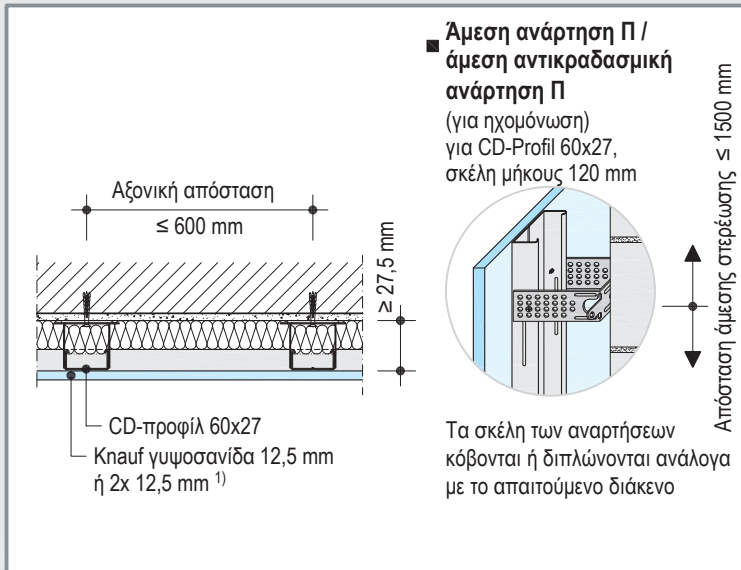 Άμεση ανάρτηση Π /
άμεση αντικραδασμική
ανάρτηση Π
(για ηχομόνωση)
για CD-Profil 60x27,
σκέλη μήκους 120 mm
Αξονική απόσταση
≤ 600 mm
≥ 27,5 mm
Απόσταση άμεσης στερέωσης ≤ 1500 mm
CD-προφίλ 60x27
Knauf γυψοσανίδα 12,5 mm
ή 2x 12,5 mm 1)
Τα σκέλη των αναρτήσεων
κόβονται ή διπλώνονται ανάλογα
με το απαιτούμενο διάκενο